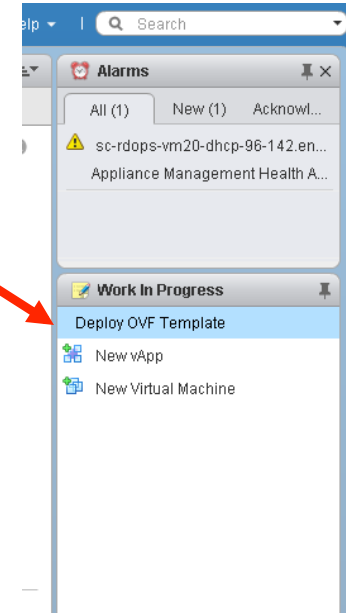 elp
Search
Alarms
All (1) New (1) Acknowl...
sc-rdops-vm20-dhcp-96-142.en...
Appliance Management Health A...
Work In Progress
Deploy OVF Template
New vApp
New Virtual Machine